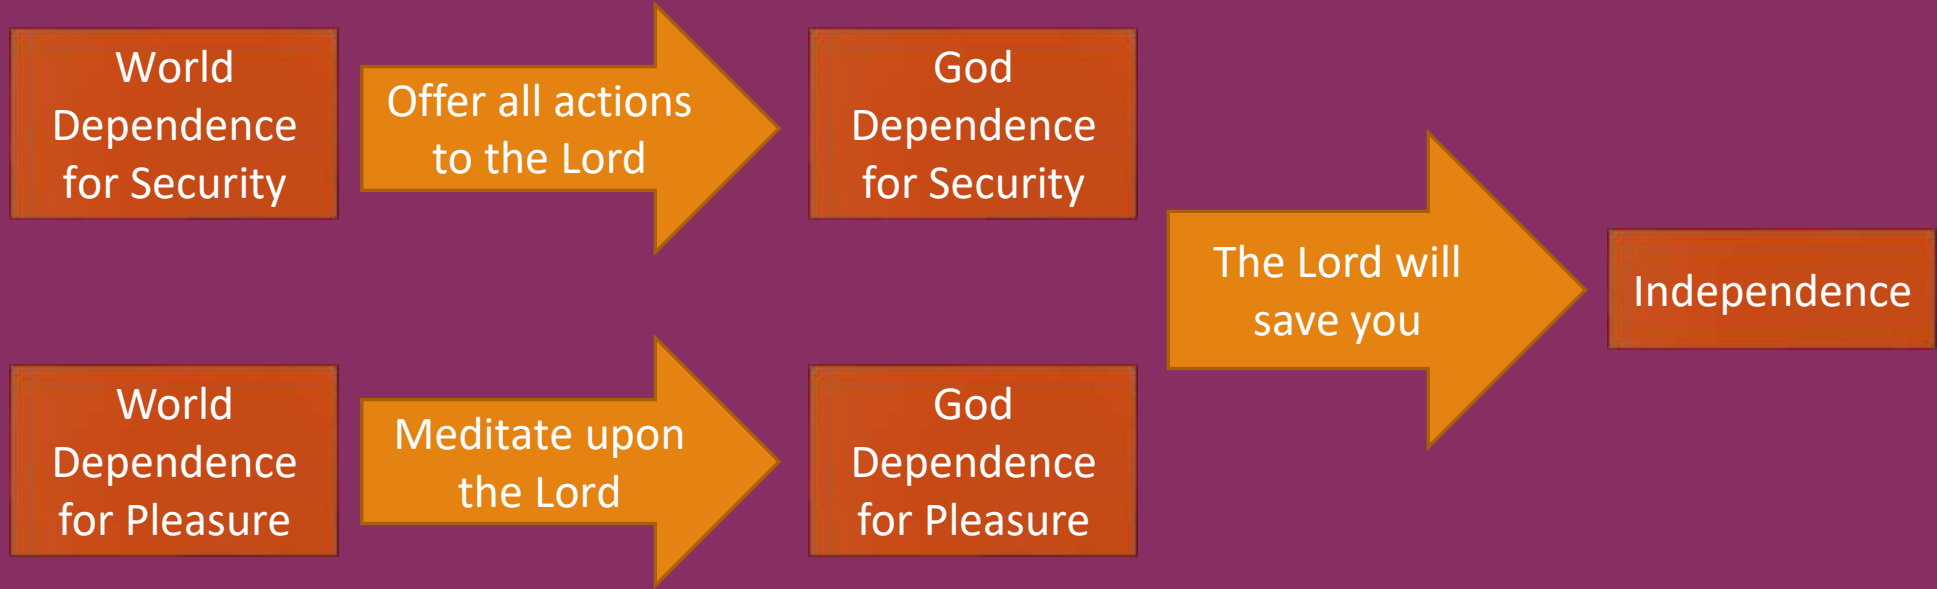 World
Dependence
for Security
Offer all actions
to the Lord
God
Dependence
for Security
World
Dependence
for Pleasure
Meditate upon
the Lord
God
Dependence
for Pleasure
The Lord will
save you
Independence